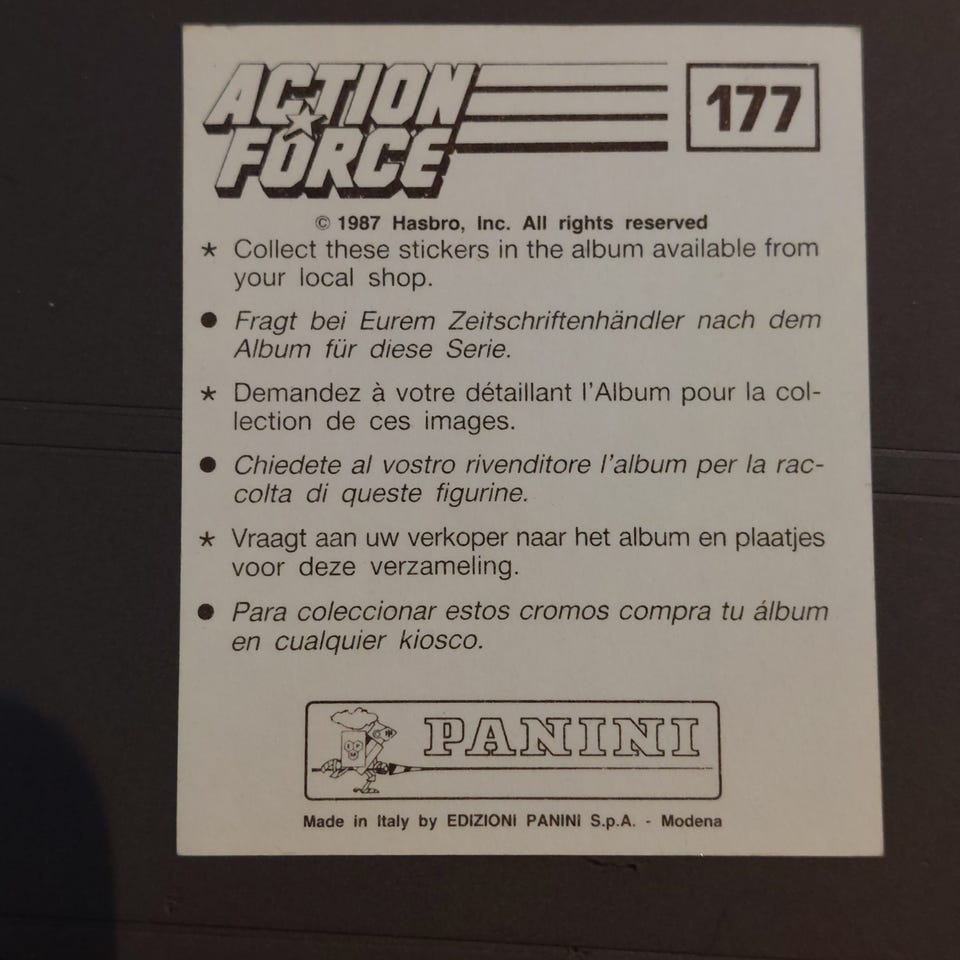 ACTION FORCE
177
© 1987 Hasbro, Inc. All rights reserved
* Collect these stickers in the album available from
your local shop.
● Fragt bei Eurem Zeitschriftenhändler nach dem
Album für diese Serie.
* Demandez à votre détaillant l'Album pour la col-
lection de ces images.
● Chiedete al vostro rivenditore l'album per la rac-
colta di queste figurine.
* Vraagt aan uw verkoper naar het album en plaatjes
voor deze verzameling.
● Para coleccionar estos cromos compra tu álbum
en cualquier kiosco.
PANINI
Made in Italy by EDIZIONI PANINI S.p.A. - Modena